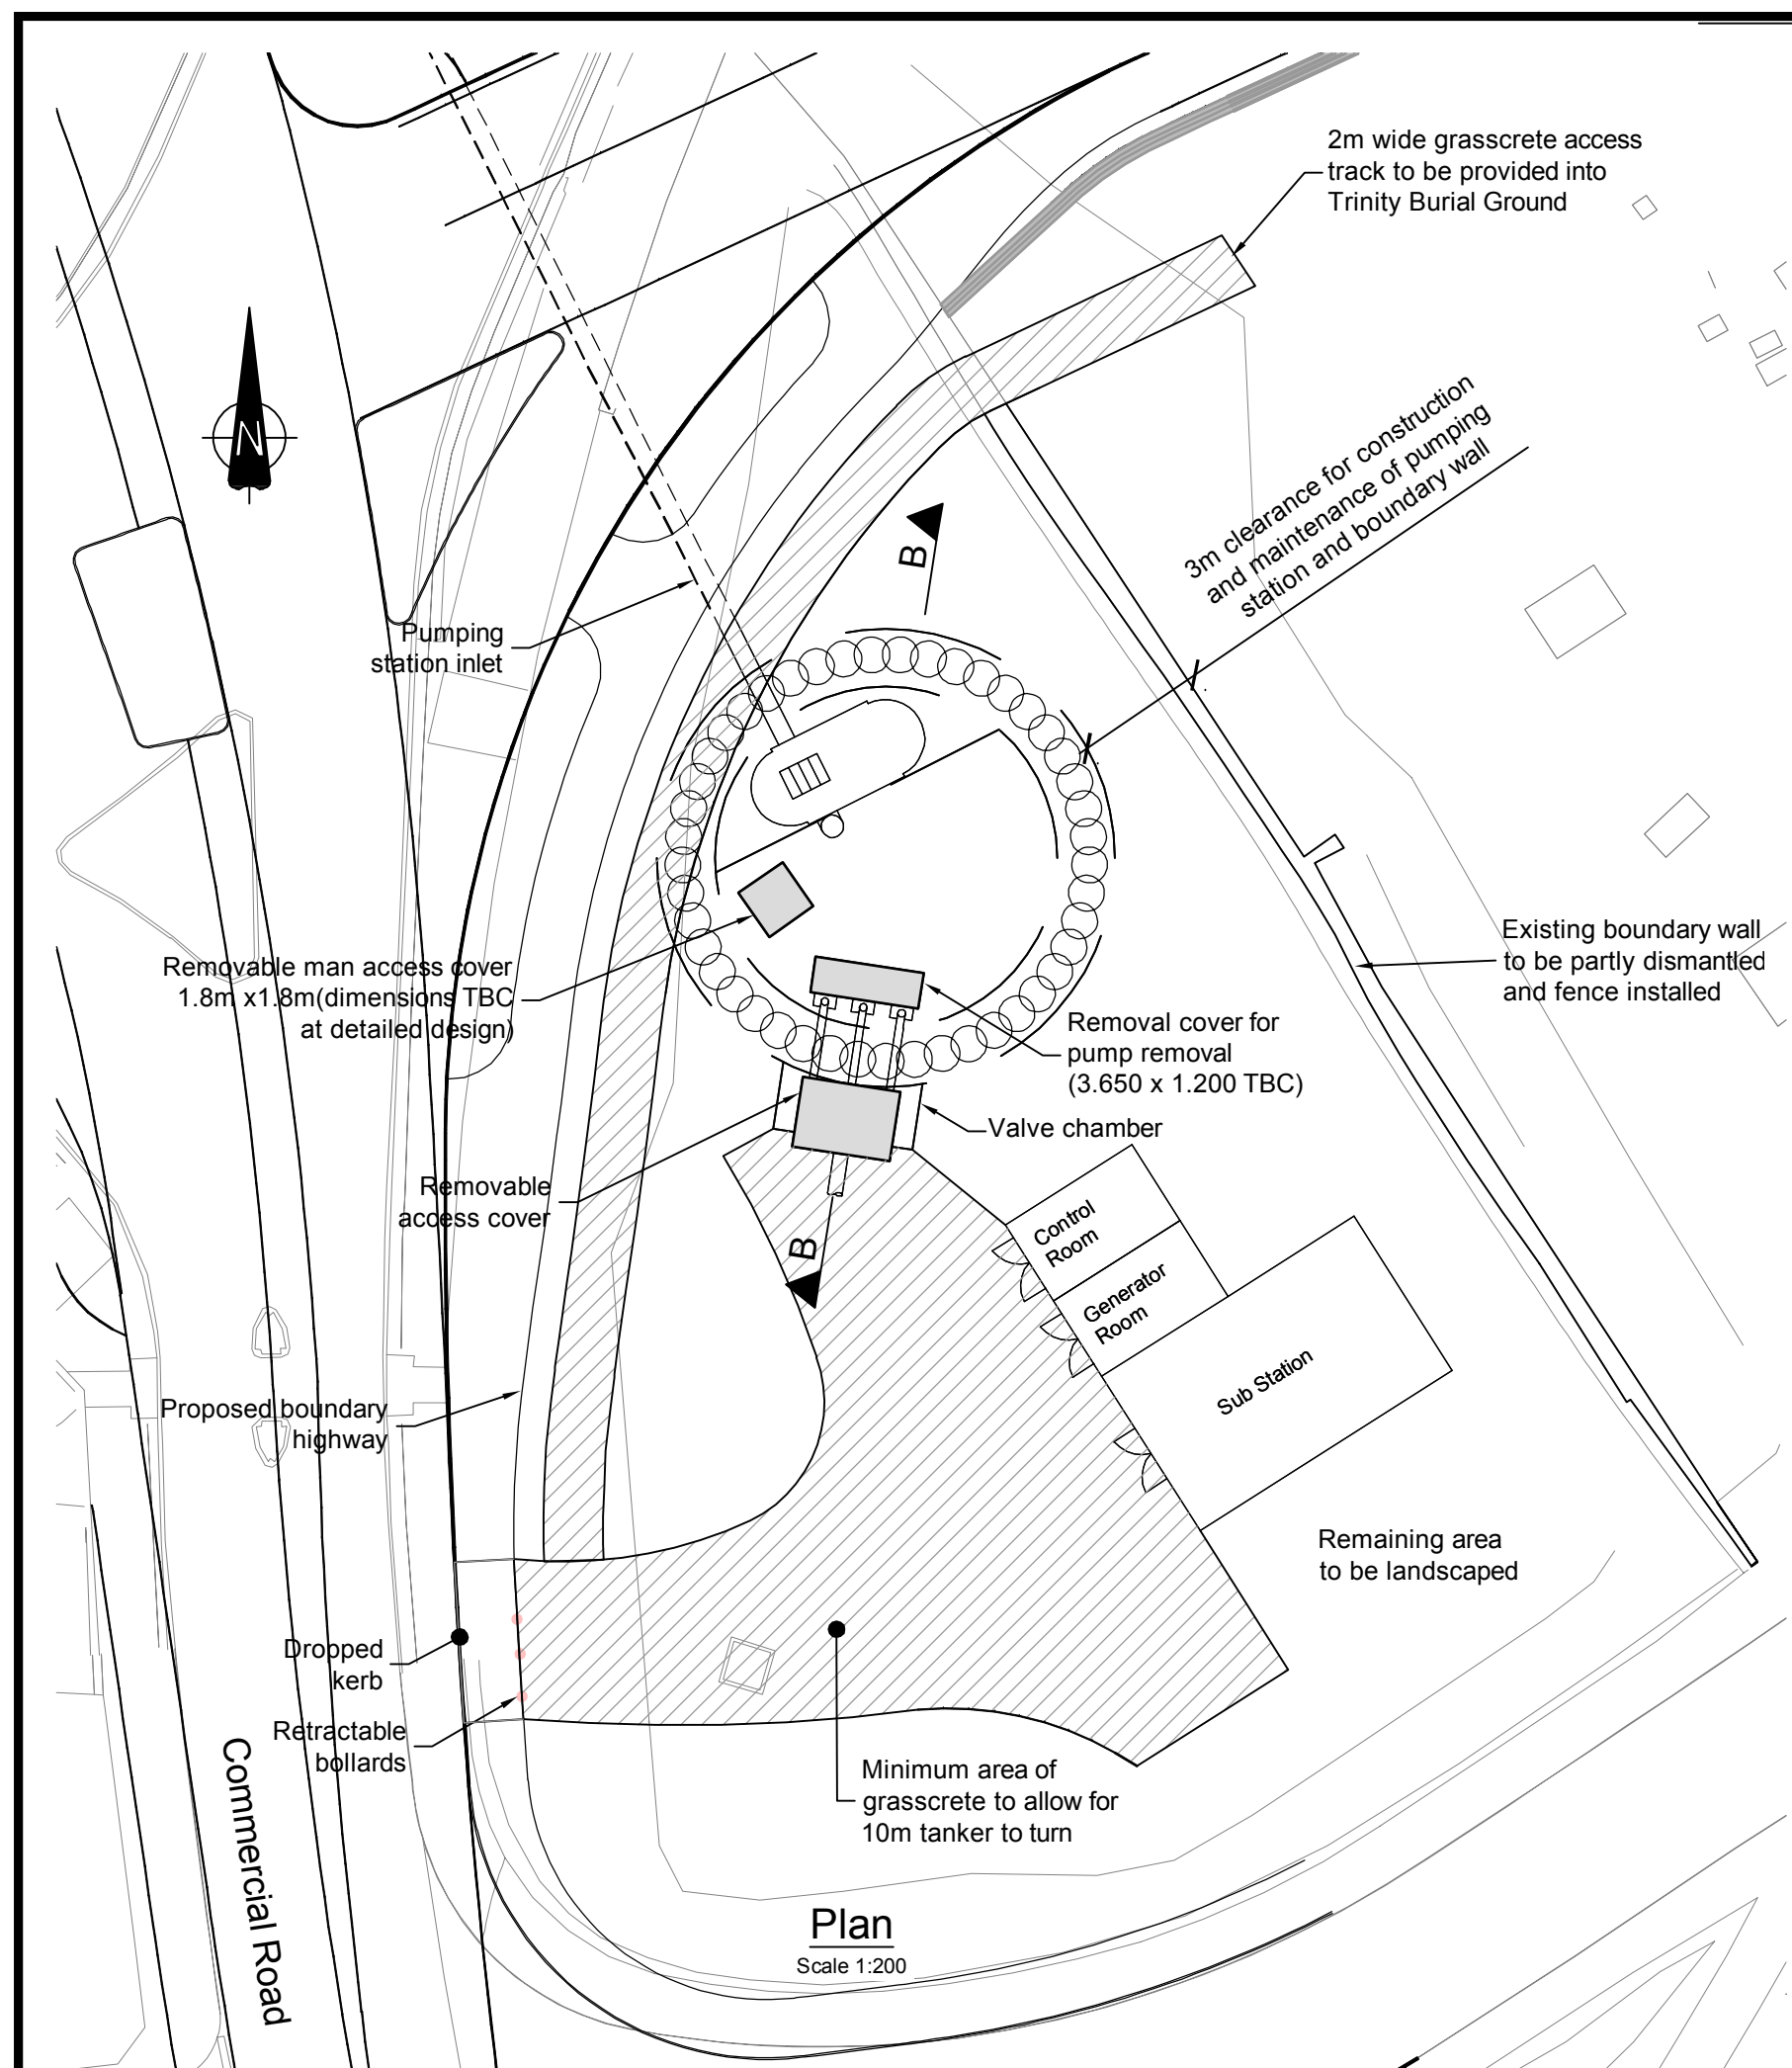 2m wide grasscrete access
track to be provided into
Trinity Burial Ground
N
3m clearance for construction
and maintenance of pumping
station and boundary wall
B
Pumping
station inlet
Existing boundary wall
to be partly dismantled
and fence installed
Removable man access cover
1.8m x1.8m(dimensions TBC
at detailed design)
Removal cover for
pump removal
(3.650 x 1.200 TBC)
Valve chamber
Removable
access cover
B
Control
Room
Generator
Room
Sub Station
Proposed boundary
highway
Remaining area
to be landscaped
Dropped
kerb
Retractable
bollards
Minimum area of
grasscrete to allow for
10m tanker to turn
Commercial Road
Plan
Scale 1:200